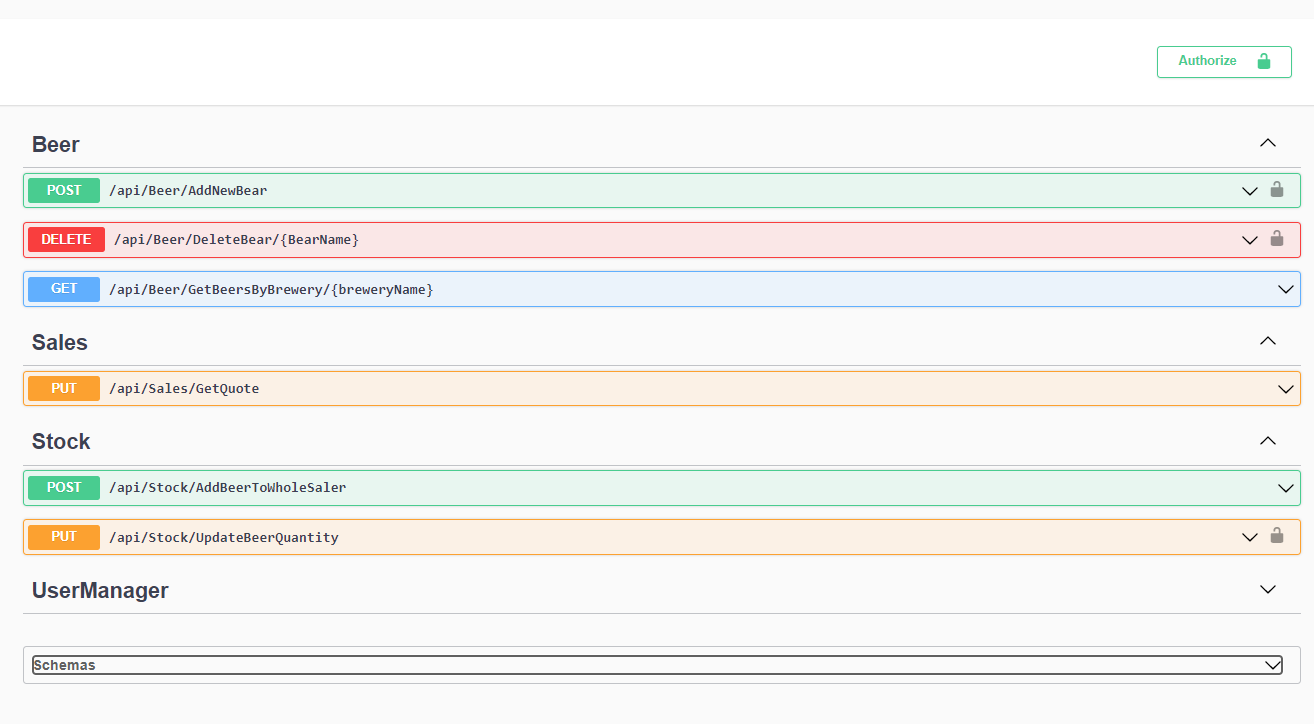 Authorize
Beer
POST /api/Beer/AddNewBear
DELETE /api/Beer/DeleteBear/{BearName}
GET /api/Beer/GetBeersByBrewery/{breweryName}
Sales
PUT /api/Sales/GetQuote
Stock
POST /api/Stock/AddBeerToWholeSaler
PUT /api/Stock/UpdateBeerQuantity
UserManager
Schemas